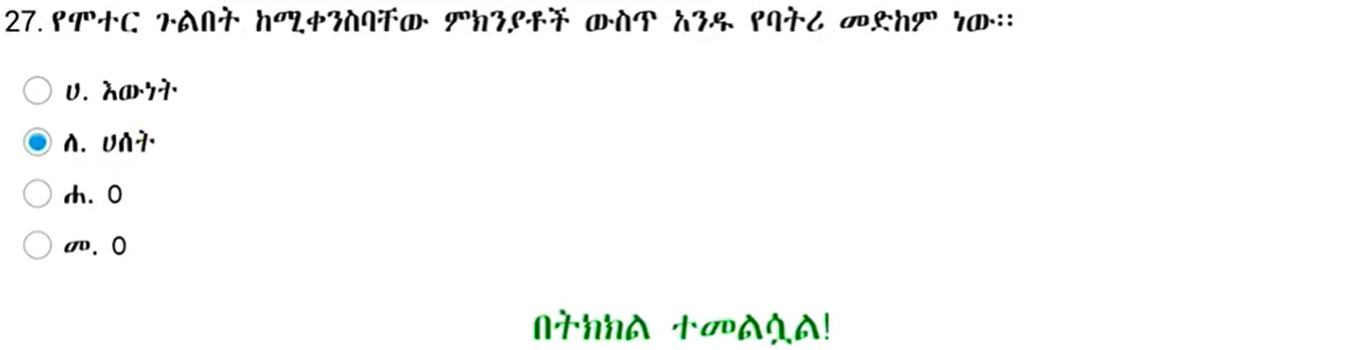 27. የሞተር ጉልበት ከሚቀንስባቸው ምክንያቶች ውስጥ አንዱ የባትሪ መድከም ነው።
ሀ. እውነት
ለ. ሀሰት
ሐ. 0
መ. 0
በትክክል ተመልሷል!